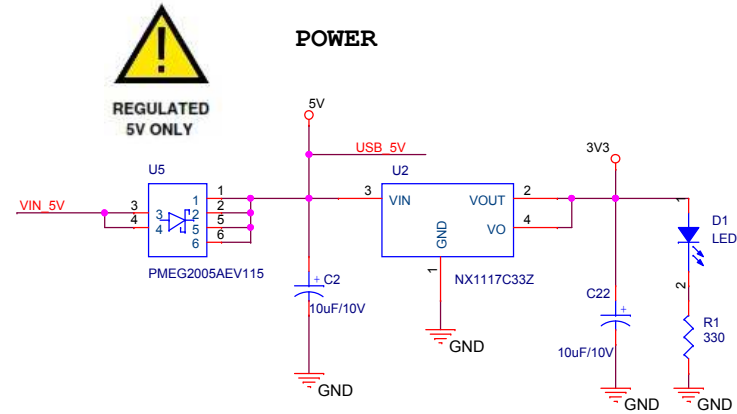 POWER
!
REGULATED
5V ONLY
5V
USB_5V
3V3
U5
U2
VIN_5V
3
4
3
4
1
2
5
6
1
2
5
6
3
VIN
VOUT
VO
GND
2
4
1
1
D1
LED
PMEG2005AEV115
NX1117C33Z
+
C2
10uF/10V
C22
+
10uF/10V
2
R1
330
GND
GND
GND
GND